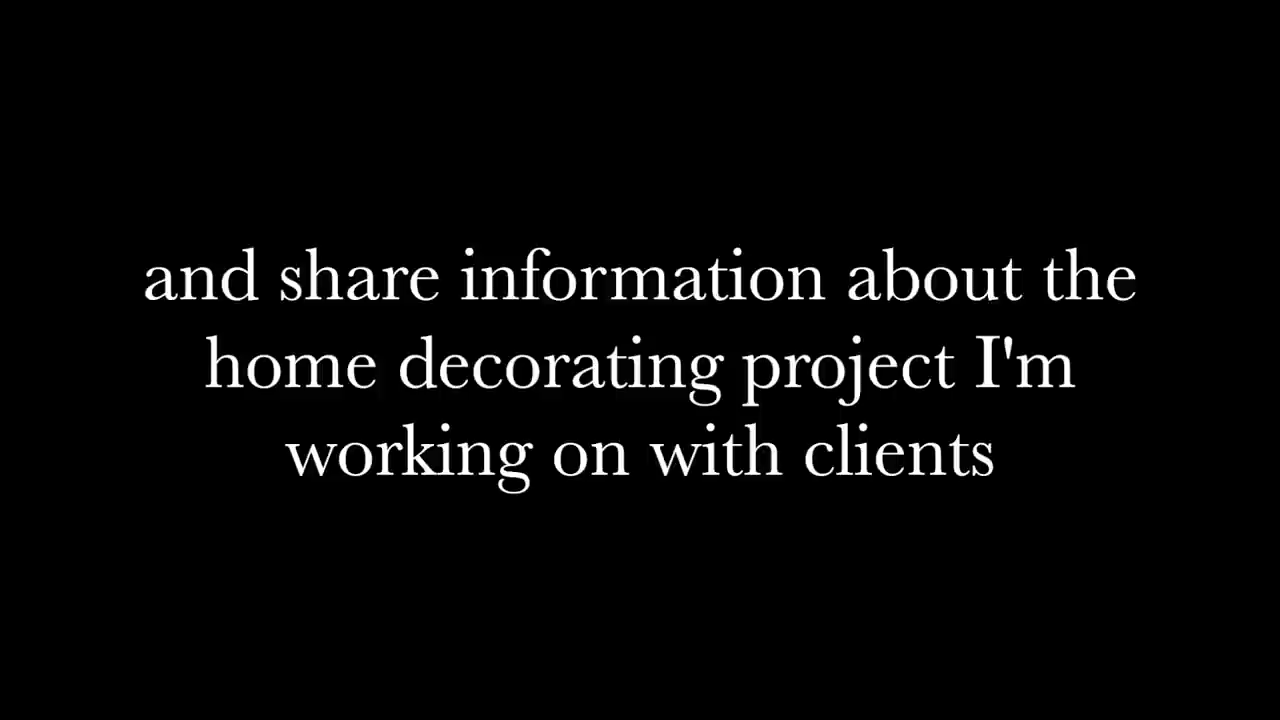 and share information about the
home decorating project I'm
working on with clients